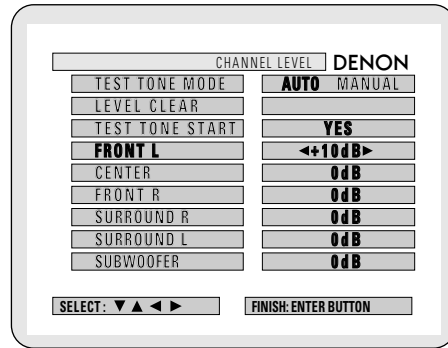 CHANNEL LEVEL DENON
TEST TONE MODE AUTO MANUAL
LEVEL CLEAR
TEST TONE START YES
FRONT L ◄+10dB►
CENTER 0dB
FRONT R 0dB
SURROUND R 0dB
SURROUND L 0dB
SUBWOOFER 0dB
SELECT: ▼ ▲ ◄ ► FINISH: ENTER BUTTON